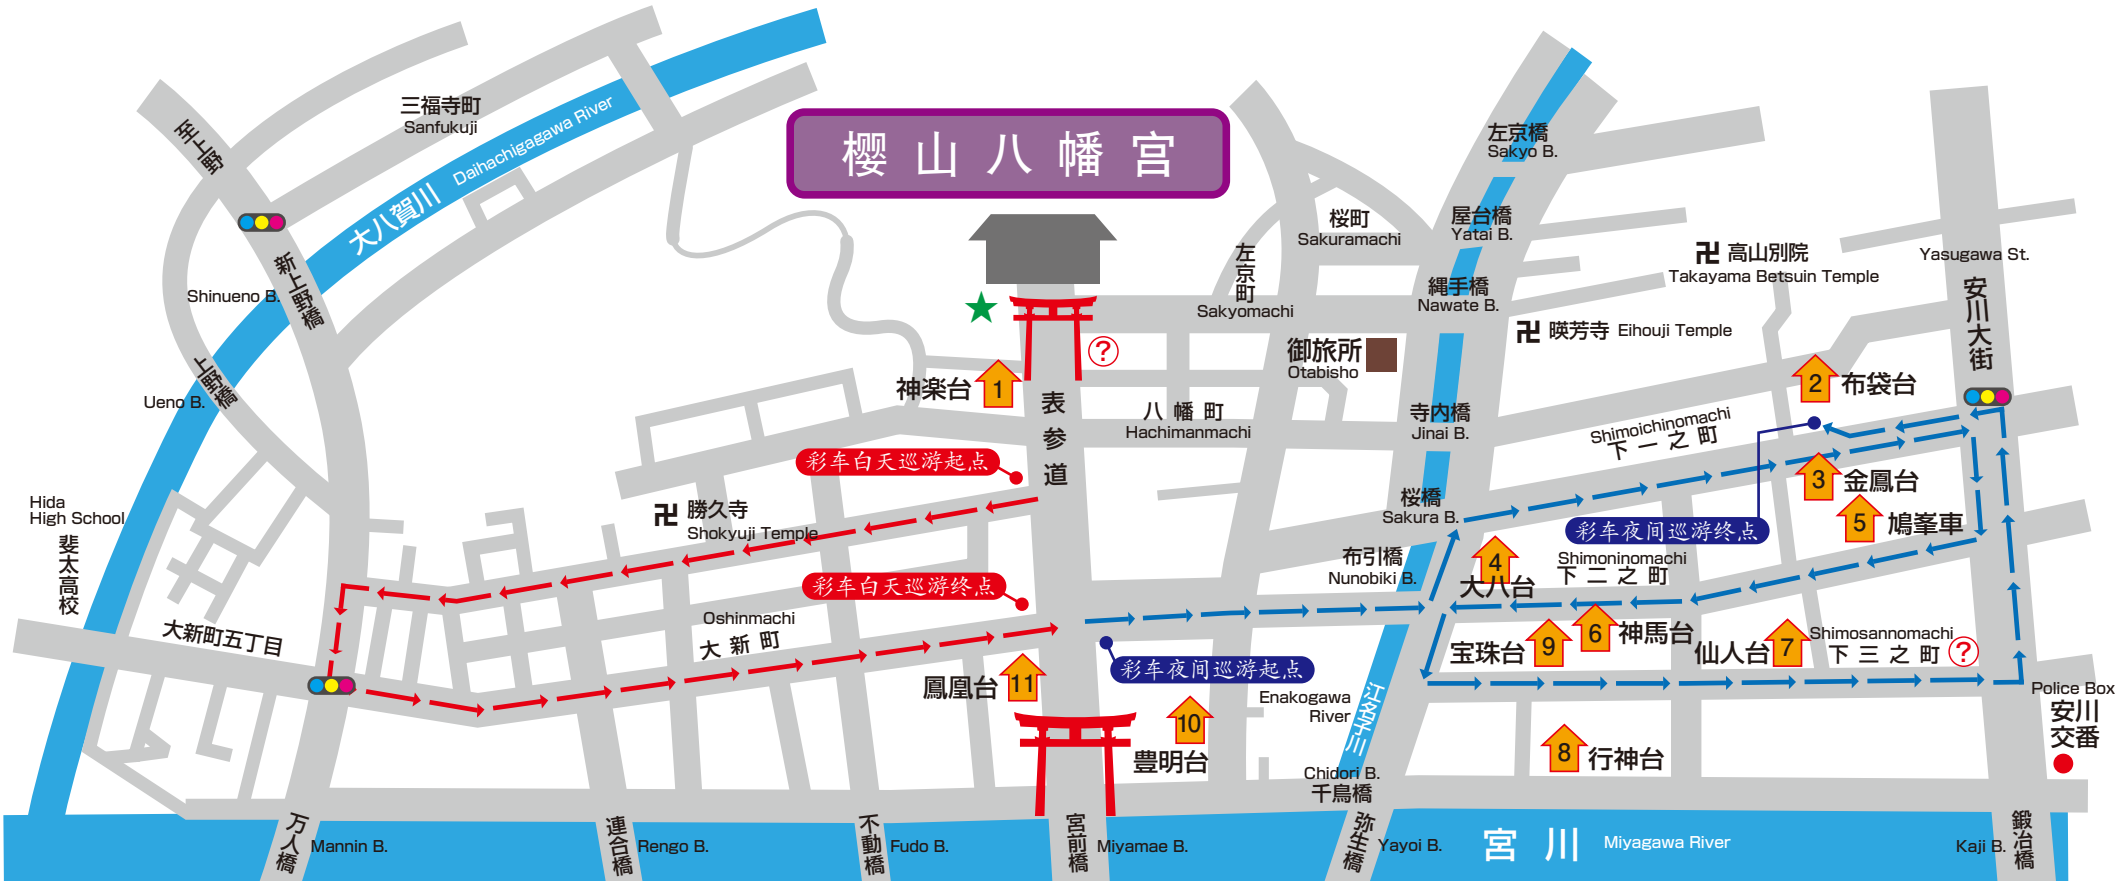 樱山八幡宫
至上野
三福寺町
Sanfukuji
大八賀川
Daihachigagawa River
新上野橋
Shinueno B.
上野橋
Ueno B.
左京橋
Sakyo B.
桜町
Sakuramachi
屋台橋
Yatai B.
左京町
Sakyomachi
縄手橋
Nawate B.
卍 高山別院
Takayama Betsuin Temple
Yasugawa St.
安川大街
卍 暎芳寺 Eihouji Temple
御旅所
Otabisho
?
神楽台
1
表参道
八幡町
Hachimanmachi
寺内橋
Jinai B.
2
布袋台
Shimoichinomachi
下一之町
彩车白天巡游起点
卍 勝久寺
Shokyuji Temple
桜橋
Sakura B.
3
金鳳台
5
鳩峯車
彩车夜间巡游终点
Hida
High School
斐太高校
布引橋
Nunobiki B.
4
大八台
Shimoninomachi
下二之町
彩车白天巡游终点
大新町五丁目
Oshinmachi
大新町
宝珠台
9
6
神馬台
仙人台
7
Shimosannomachi
下三之町
?
彩车夜间巡游起点
鳳凰台
11
10
豊明台
Enakogawa
River
江名子川
8
行神台
Police Box
安川
交番
Chidori B.
千鳥橋
万人橋
Mannin B.
連合橋
Rengo B.
不動橋
Fudo B.
宮前橋
Miyamae B.
弥生橋
Yayoi B.
宮川
Miyagawa River
Kaji B.
鍛冶橋